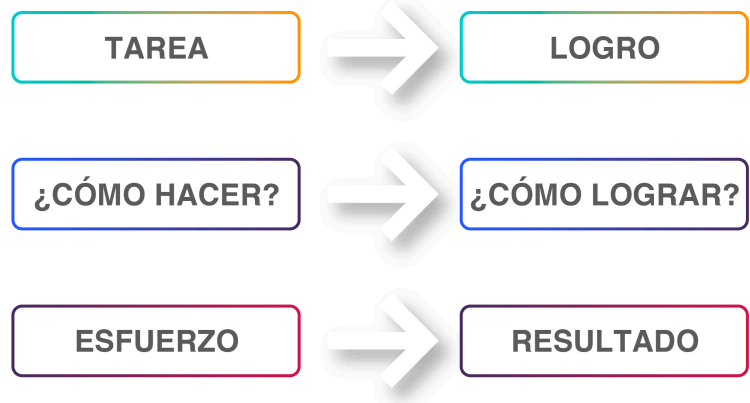 TAREA
LOGRO
¿CÓMO HACER?
¿CÓMO LOGRAR?
ESFUERZO
RESULTADO